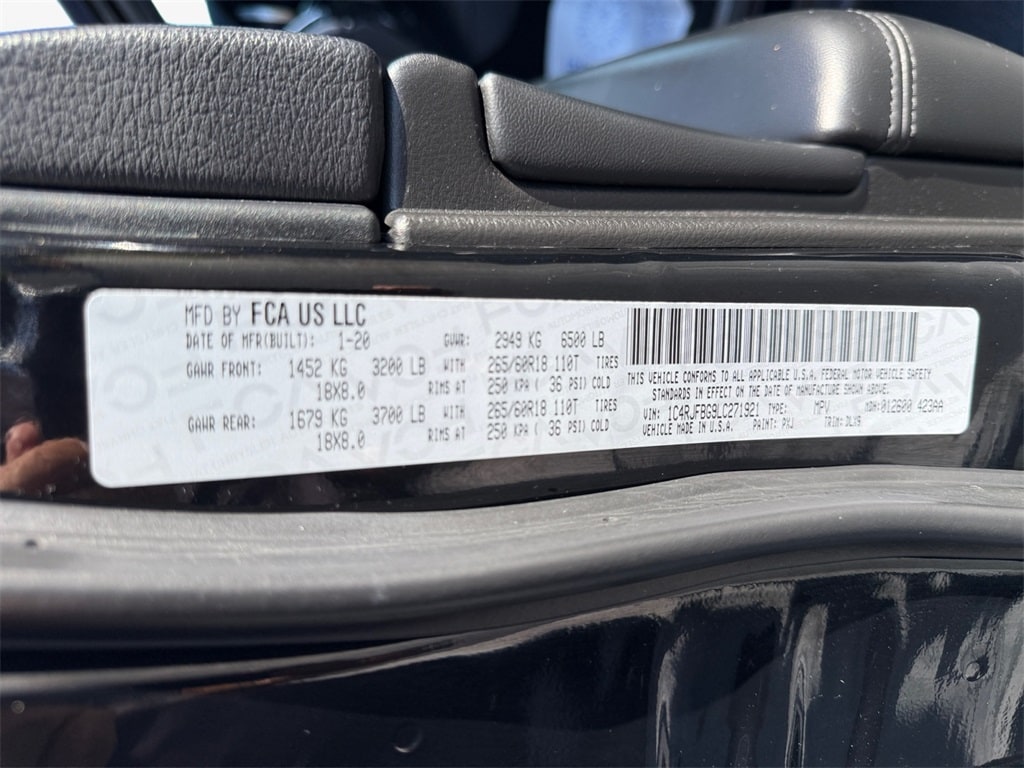 MFD BY FCA US LLC
DATE OF MFR(BUILT): 1-20 GVWR: 2949 KG 6500 LB
GAWR FRONT: 1452 KG 3200 LB WITH 265/60R18 110T TIRES
18X8.0 RIMS AT 250 KPA ( 36 PSI) COLD
GAWR REAR: 1679 KG 3700 LB WITH 265/60R18 110T TIRES
18X8.0 RIMS AT 250 KPA ( 36 PSI) COLD
THIS VEHICLE CONFORMS TO ALL APPLICABLE U.S.A. FEDERAL MOTOR VEHICLE SAFETY
STANDARDS IN EFFECT ON THE DATE OF MANUFACTURE SHOWN ABOVE.
VIN: 1C4RJFBG9LC271921 TYPE: MPV MDH: 012600 423AA
VEHICLE MADE IN U.S.A. PAINT: PXJ TRIM: DLX9